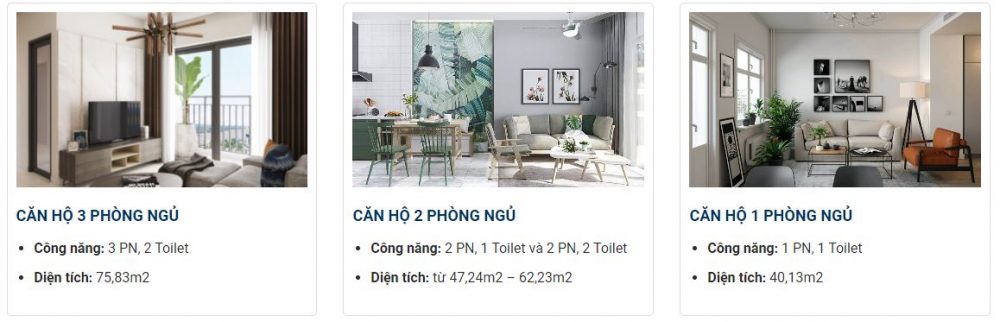 CĂN HỘ 3 PHÒNG NGỦ
Công năng: 3 PN, 2 Toilet
Diện tích: 75,83m2
CĂN HỘ 2 PHÒNG NGỦ
Công năng: 2 PN, 1 Toilet và 2 PN, 2 Toilet
Diện tích: từ 47,24m2 – 62,23m2
CĂN HỘ 1 PHÒNG NGỦ
Công năng: 1 PN, 1 Toilet
Diện tích: 40,13m2